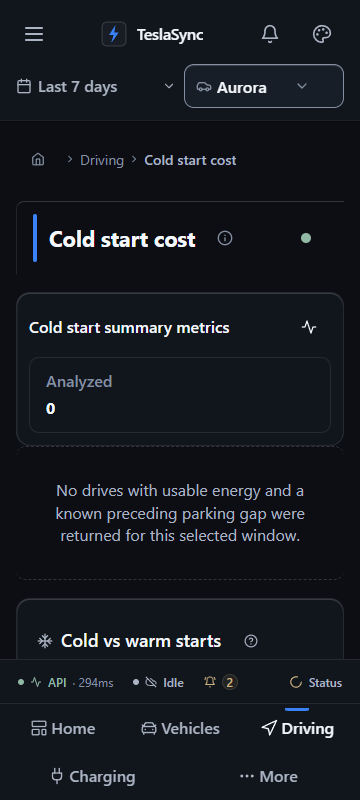 TeslaSync
Last 7 days
Aurora
Driving
Cold start cost
Cold start cost
Cold start summary metrics
Analyzed
0
No drives with usable energy and a
known preceding parking gap were
returned for this selected window.
Cold vs warm starts
API · 294ms
Idle
2
Status
Home
Vehicles
Driving
Charging
More